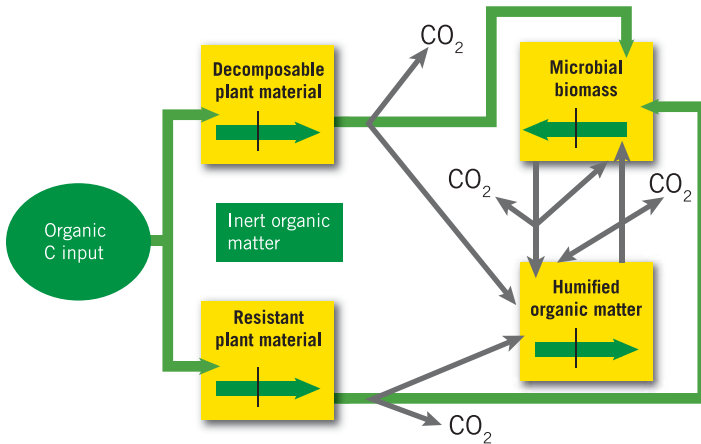 CO₂
Decomposable
plant material
Microbial
biomass
CO₂
CO₂
Organic
C input
Inert organic
matter
Humified
organic matter
Resistant
plant material
CO₂